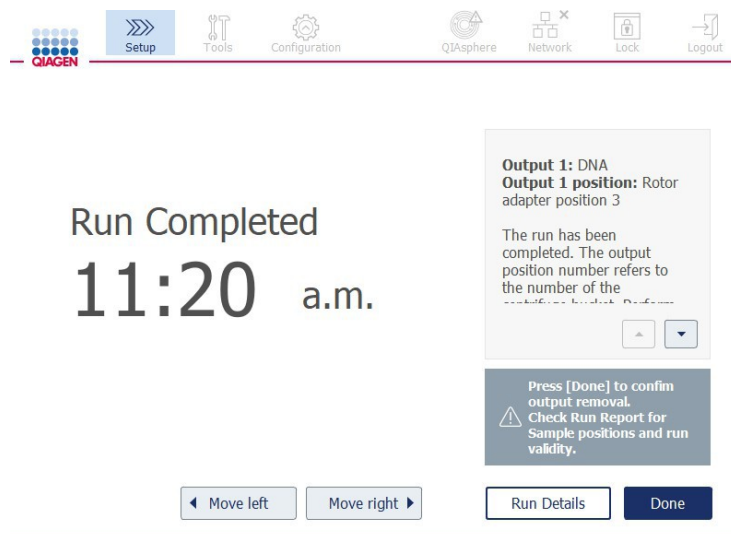 QIAGEN
Setup
Tools
Configuration
QIAsphere
Network
Lock
Logout
Run Completed
11:20 a.m.
Output 1: DNA
Output 1 position: Rotor
adapter position 3
The run has been
completed. The output
position number refers to
the number of the
Press [Done] to confim
output removal.
Check Run Report for
Sample positions and run
validity.
Move left
Move right
Run Details
Done